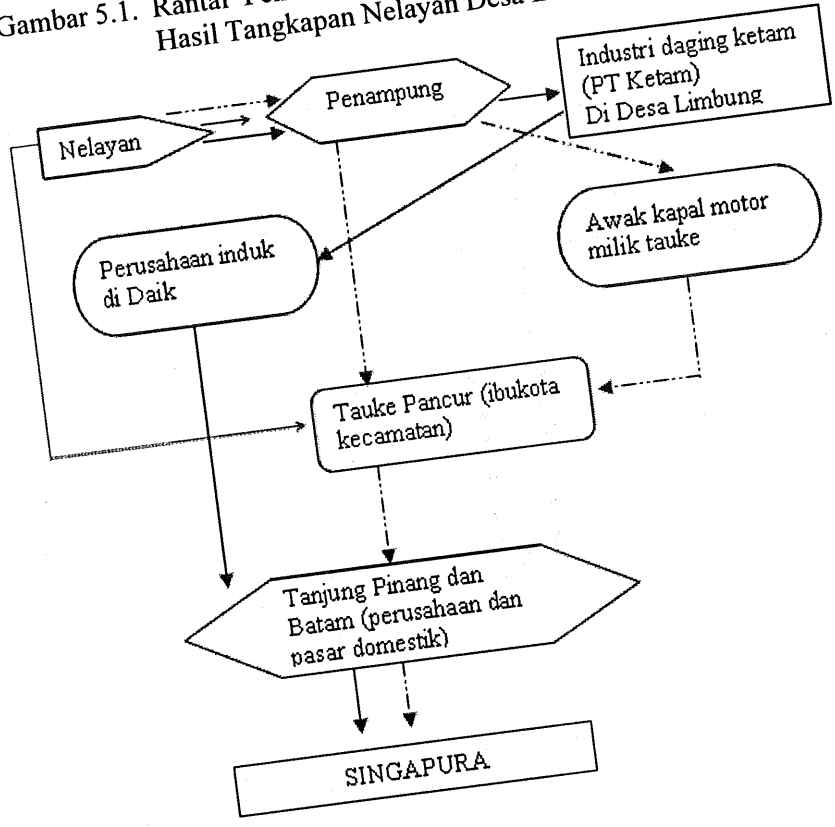 Gambar 5.1. Rantai
Hasil Tangkapan Nelayan Desa
Penampung
Industri daging ketam
(PT Ketam)
Di Desa Limbung
Nelayan
Awak kapal motor
milik tauke
Perusahaan induk
di Daik
Tauke Pancur (ibukota
kecamatan)
Tanjung Pinang dan
Batam (perusahaan dan
pasar domestik)
SINGAPURA